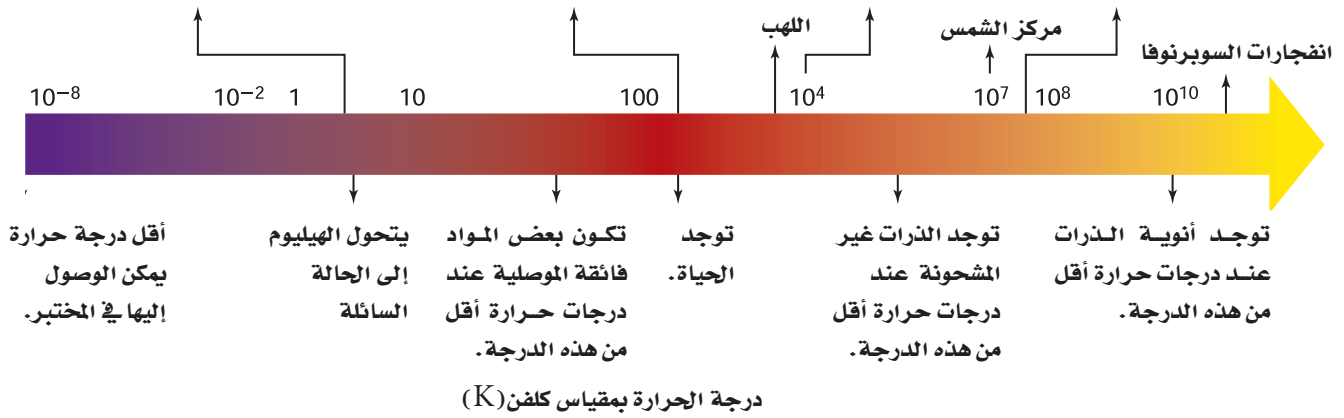 اللهب
مركز الشمس
انفجارات السوبرنوفا
10⁻⁸ 10⁻² 1 10 100 10⁴ 10⁷ 10⁸ 10¹⁰
أقل درجة حرارة
يمكن الوصول
إليها في المختبر.
يتحول الهيليوم
إلى الحالة
السائلة
تكون بعض المواد
فائقة الموصلية عند
درجات حرارة أقل
من هذه الدرجة.
توجد
الحياة.
توجد الذرات غير
المشحونة عند
درجات حرارة أقل
من هذه الدرجة.
توجد أنوية الذرات
عند درجات حرارة أقل
من هذه الدرجة.
درجة الحرارة بمقياس كلفن (K)